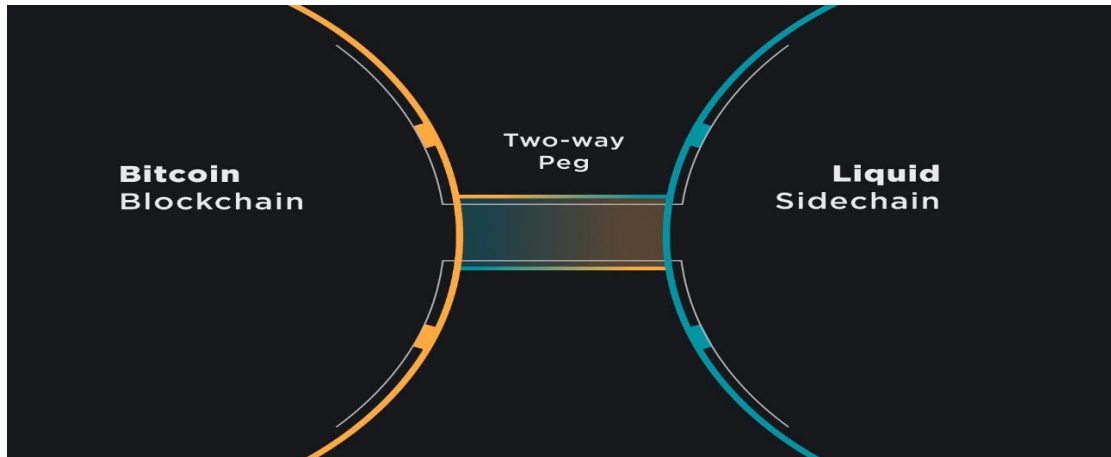 Bitcoin
Blockchain
Two-way
Peg
Liquid
Sidechain